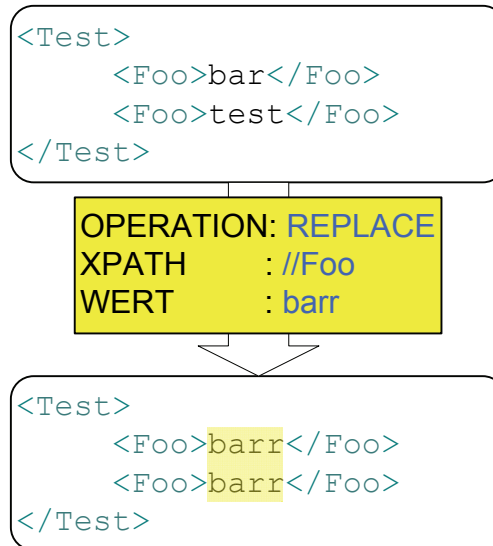 <Test>
<Foo>bar</Foo>
<Foo>test</Foo>
</Test>
OPERATION: REPLACE
XPATH : //Foo
WERT : barr
<Test>
<Foo>barr</Foo>
<Foo>barr</Foo>
</Test>